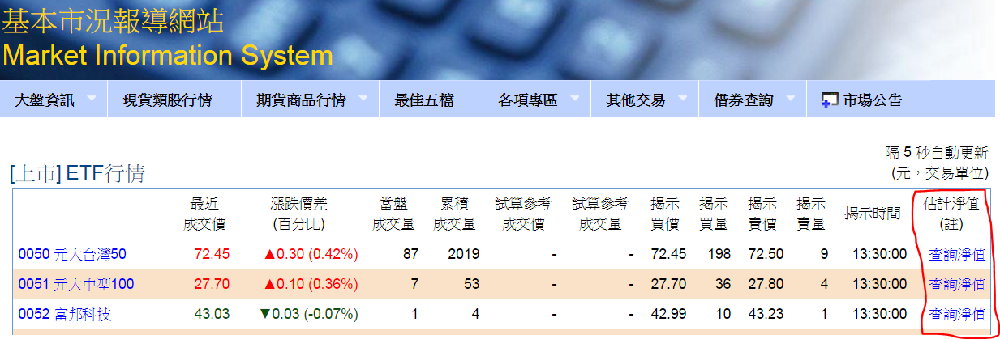 基本市況報導網站
Market Information System
大盤資訊 現貨類股行情 期貨商品行情 最佳五檔 各項專區 其他交易 借券查詢 市場公告
隔 5 秒自動更新
[上市] ETF行情 (元，交易單位)
最近 漲跌價差 當盤 累積 試算參考 試算參考 揭示 揭示 揭示 揭示 揭示時間 估計淨值
成交價 (百分比) 成交量 成交量 成交價 成交量 買價 買量 賣價 賣量 (註)
0050 元大台灣50 72.45 ▲0.30 (0.42%) 87 2019 - - 72.45 198 72.50 9 13:30:00 查詢淨值
0051 元大中型100 27.70 ▲0.10 (0.36%) 7 53 - - 27.70 36 27.80 4 13:30:00 查詢淨值
0052 富邦科技 43.03 ▼0.03 (-0.07%) 1 4 - - 42.99 10 43.23 1 13:30:00 查詢淨值